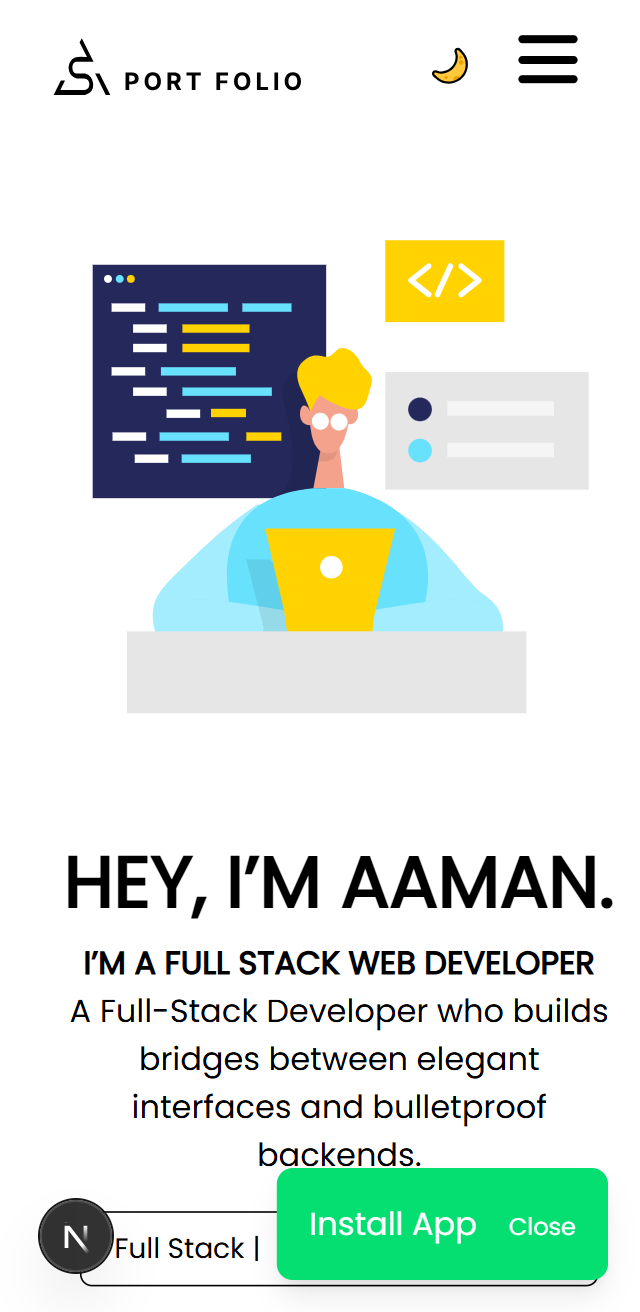 PORT FOLIO
</>
HEY, I’M AAMAN.
I’M A FULL STACK WEB DEVELOPER
A Full-Stack Developer who builds
bridges between elegant
interfaces and bulletproof
backends.
Install App Close
N
Full Stack |